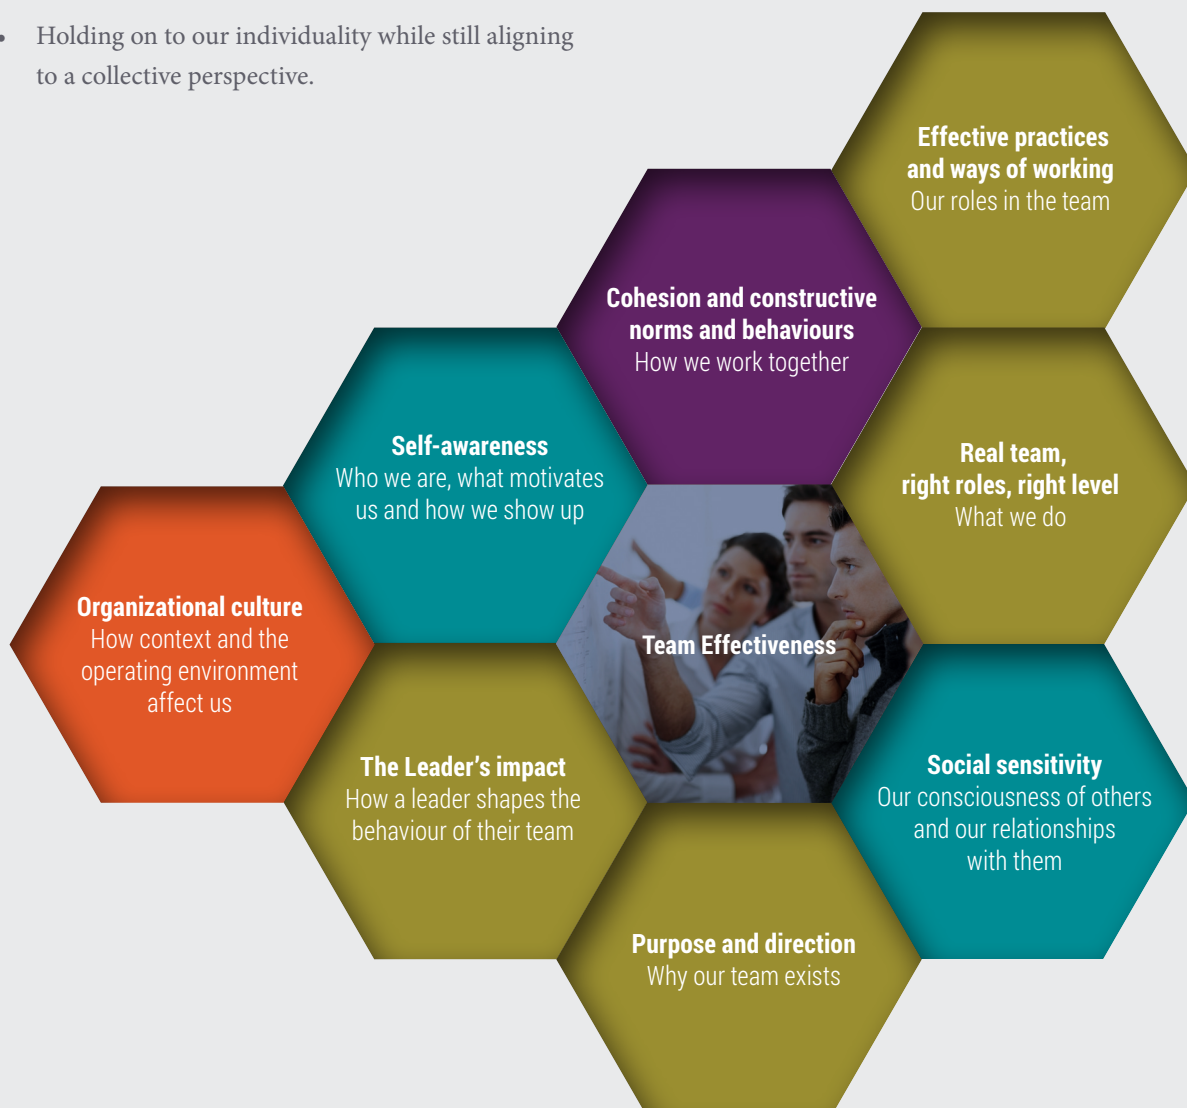 • Holding on to our individuality while still aligning
to a collective perspective.
Effective practices
and ways of working
Our roles in the team
Cohesion and constructive
norms and behaviours
How we work together
Self-awareness
Who we are, what motivates
us and how we show up
Real team,
right roles, right level
What we do
Organizational culture
How context and the
operating environment
affect us
Team Effectiveness
The Leader's impact
How a leader shapes the
behaviour of their team
Social sensitivity
Our consciousness of others
and our relationships
with them
Purpose and direction
Why our team exists